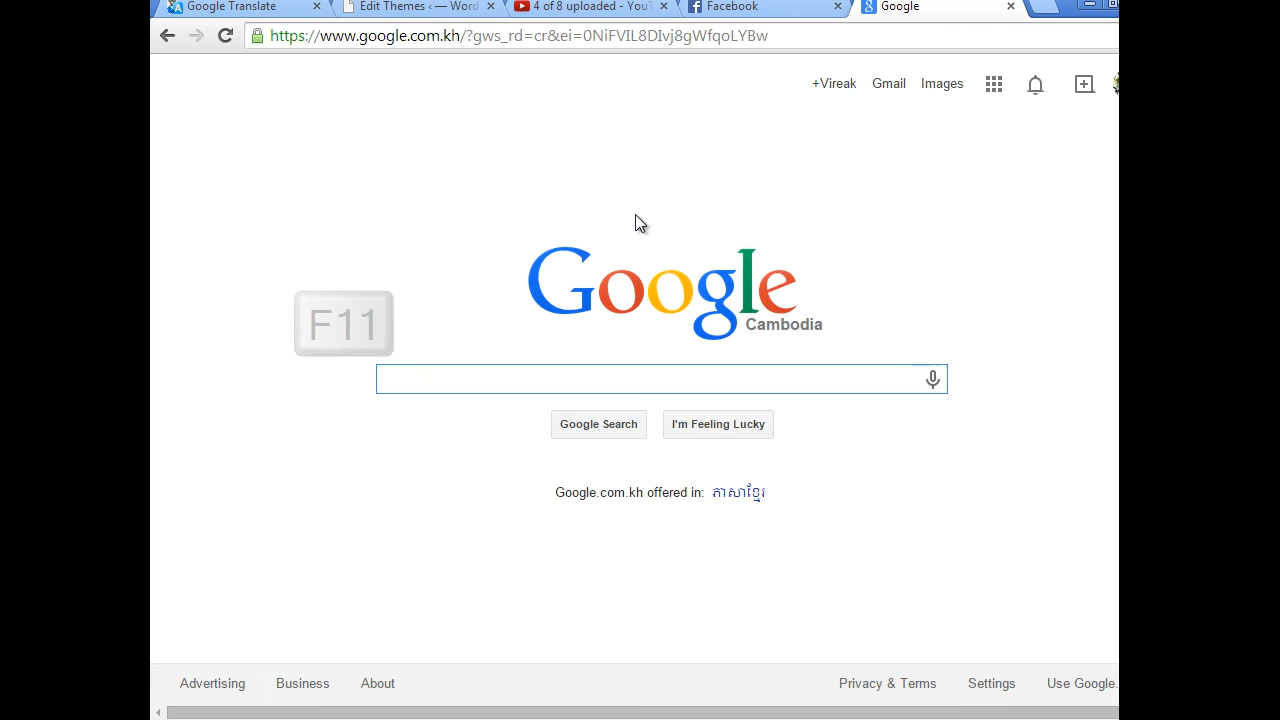 Google Translate
Edit Themes ‹ — Word
4 of 8 uploaded - YouT
Facebook
Google
https://www.google.com.kh/?gws_rd=cr&ei=0NiFVIL8DIvj8gWfqoLYBw
+Vireak Gmail Images
Google
Cambodia
F11
Google Search I'm Feeling Lucky
Google.com.kh offered in: ភាសាខ្មែរ
Advertising Business About Privacy & Terms Settings Use Google.